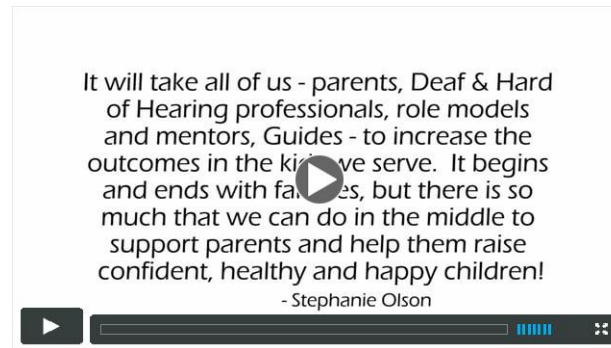 It will take all of us - parents, Deaf & Hard
of Hearing professionals, role models
and mentors, Guides - to increase the
outcomes in the we serve. It begins
and ends with but there is so
much that we can do in the middle to
support parents and help them raise
confident, healthy and happy children!
- Stephanie Olson